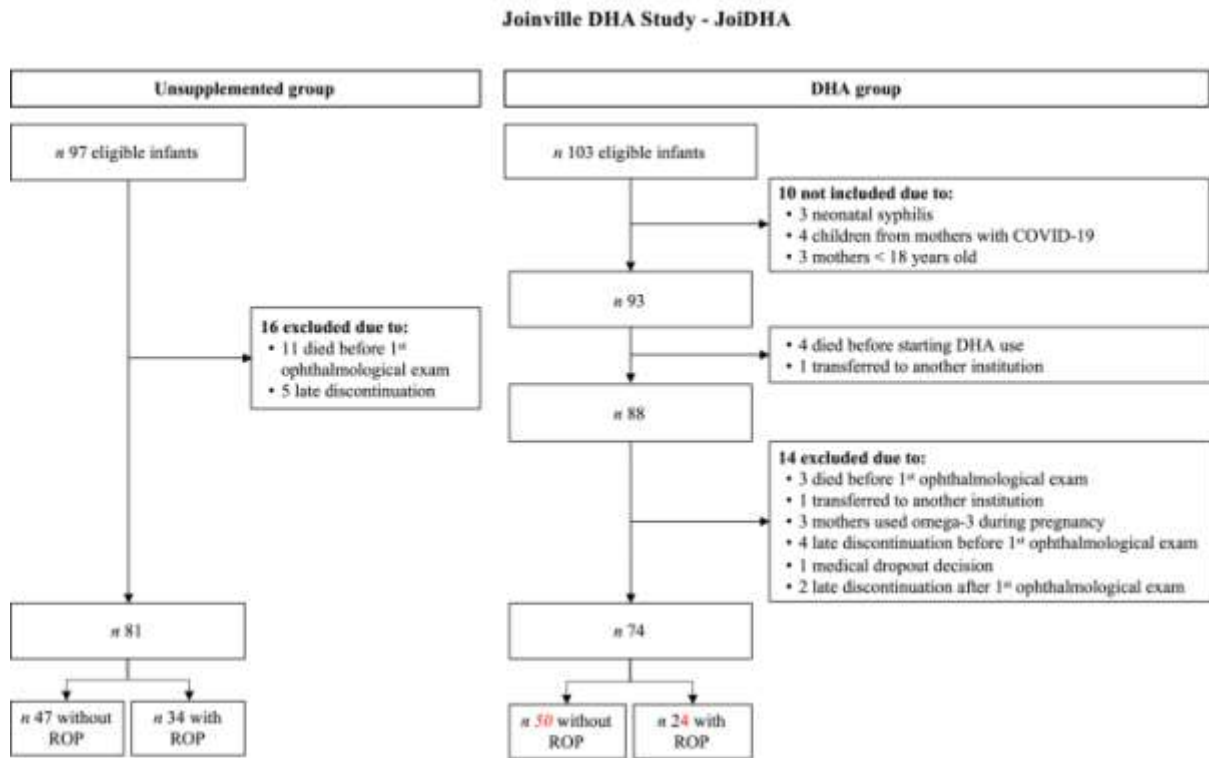 Joinville DHA Study - JoiDHA
Unsupplemented group
n 97 eligible infants
16 excluded due to:
• 11 died before 1st
ophthalmological exam
• 5 late discontinuation
n 81
n 47 without
ROP
n 34 with
ROP
DHA group
n 103 eligible infants
10 not included due to:
• 3 neonatal syphilis
• 4 children from mothers with COVID-19
• 3 mothers < 18 years old
n 93
• 4 died before starting DHA use
• 1 transferred to another institution
n 88
14 excluded due to:
• 3 died before 1st ophthalmological exam
• 1 transferred to another institution
• 3 mothers used omega-3 during pregnancy
• 4 late discontinuation before 1st ophthalmological exam
• 1 medical dropout decision
• 2 late discontinuation after 1st ophthalmological exam
n 74
n 50 without
ROP
n 24 with
ROP